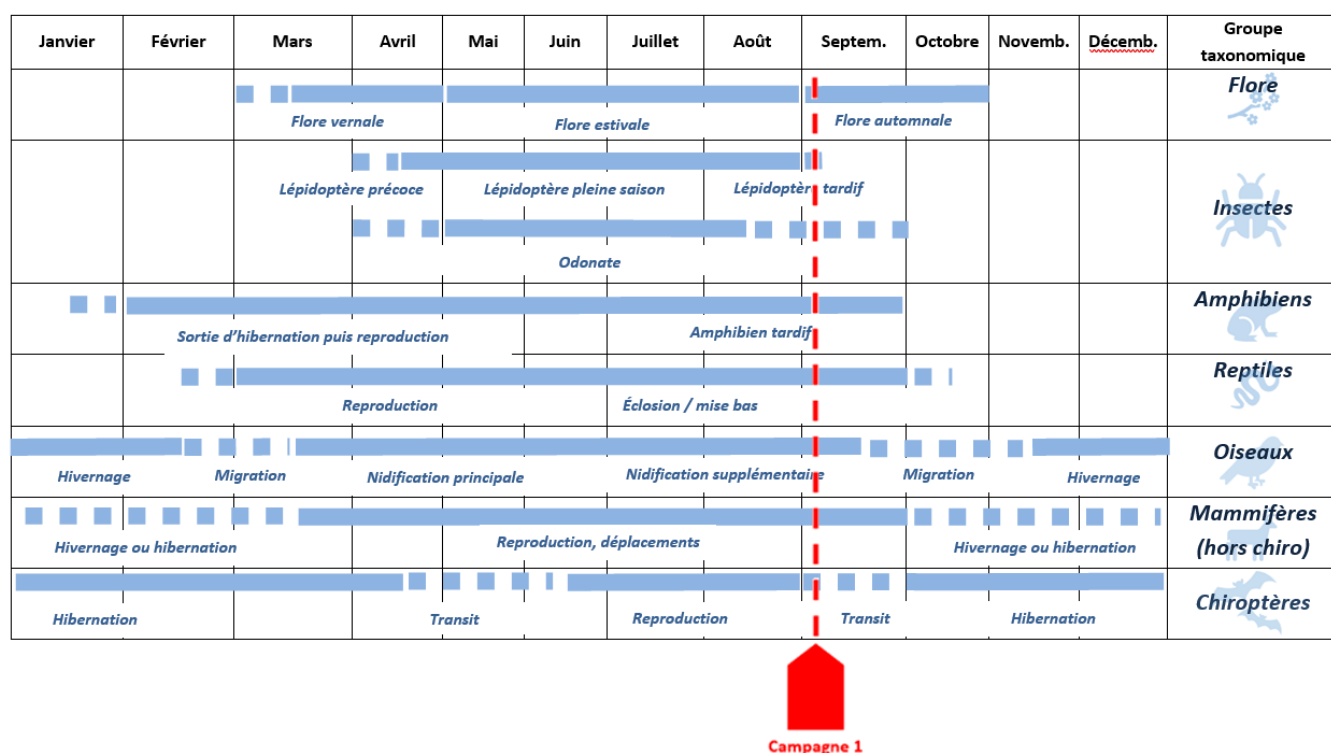 Janvier Février Mars Avril Mai Juin Juillet Août Septem. Octobre Novemb. Décemb. Groupe
taxonomique
Flore
Flore vernale Flore estivale Flore automnale
Lépidoptère précoce Lépidoptère pleine saison Lépidoptère tardif
Insectes
Odonate
Amphibiens
Sortie d’hibernation puis reproduction Amphibien tardif
Reptiles
Reproduction Éclosion / mise bas
Oiseaux
Hivernage Migration Nidification principale Nidification supplémentaire Migration Hivernage
Mammifères
(hors chiro)
Hivernage ou hibernation Reproduction, déplacements Hivernage ou hibernation
Chiroptères
Hibernation Transit Reproduction Transit Hibernation
Campagne 1